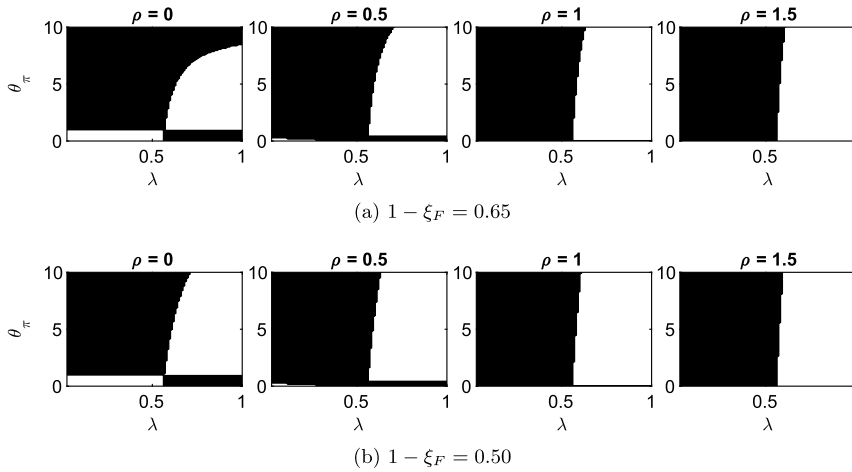 ρ = 0 ρ = 0.5 ρ = 1 ρ = 1.5
10 10 10 10
θπ 5 5 5 5
0 0 0 0
0.5 1 0.5 1 0.5 1 0.5
λ λ λ λ
(a) 1 − ξF = 0.65
ρ = 0 ρ = 0.5 ρ = 1 ρ = 1.5
10 10 10 10
θπ 5 5 5 5
0 0 0 0
0.5 1 0.5 1 0.5 1 0.5
λ λ λ λ
(b) 1 − ξF = 0.50